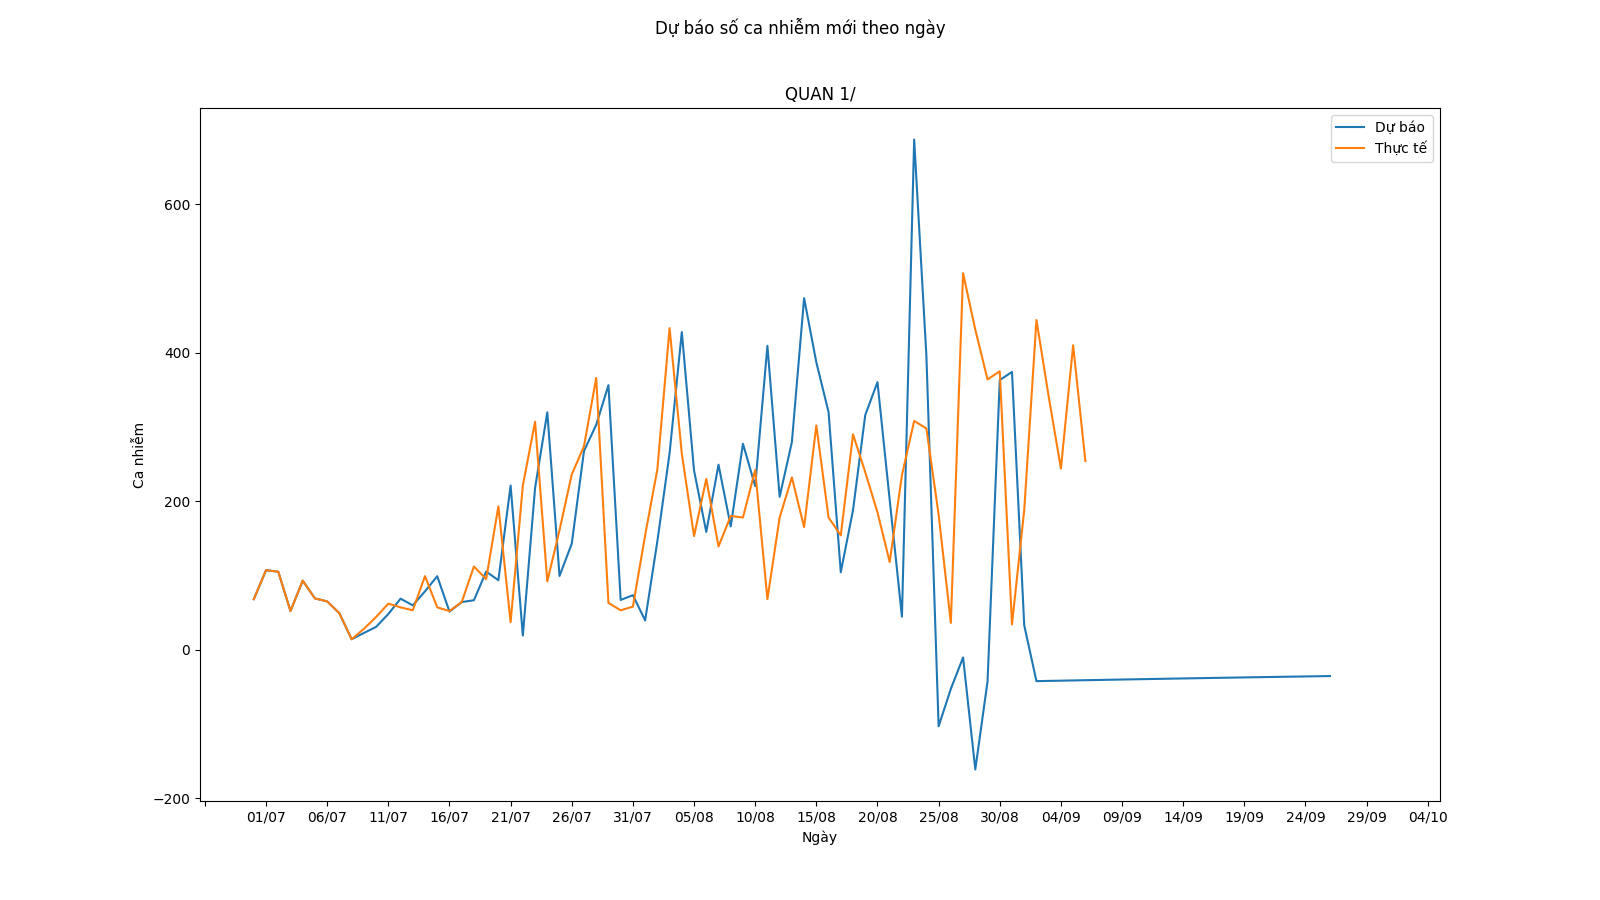 Dự báo số ca nhiễm mới theo ngày
QUAN 1/
Dự báo
Thực tế
600
400
200
0
−200
Ca nhiễm
01/07 06/07 11/07 16/07 21/07 26/07 31/07 05/08 10/08 15/08 20/08 25/08 30/08 04/09 09/09 14/09 19/09 24/09 29/09 04/10
Ngày